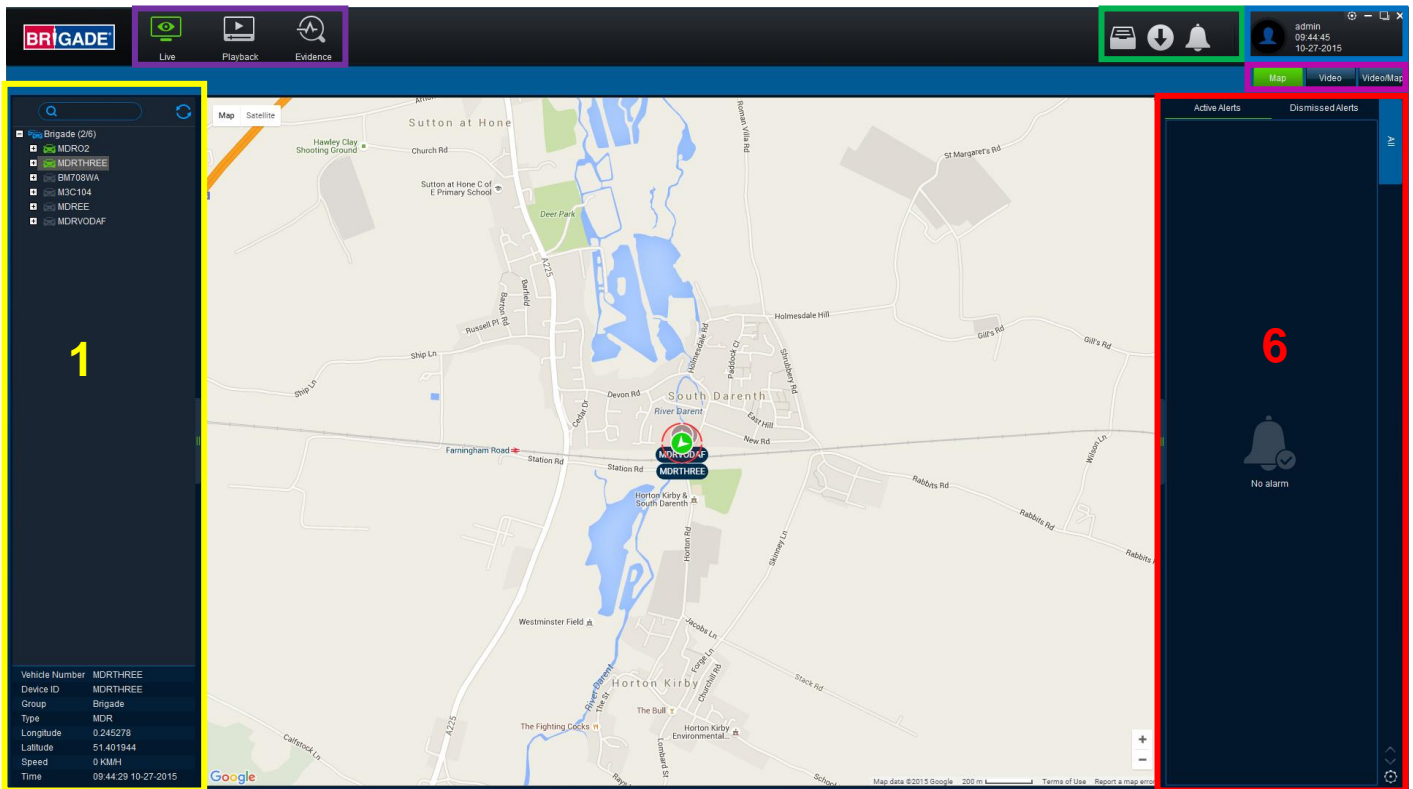 BRIGADE
Live
Playback
Evidence
admin
09:44:45
10-27-2015
Map
Video
Video/Map
Brigade (2/6)
MDRO2
MDRTHREE
BM708WA
M3C104
MDREE
MDRVODAF
1
Vehicle Number MDRTHREE
Device ID MDRTHREE
Group Brigade
Type MDR
Longitude 0.245278
Latitude 51.401944
Speed 0 KM/H
Time 09:44:29 10-27-2015
Map Satellite
Sutton at Hone
Hawley Clay
Shooting Ground
Church Rd
Roman Villa Rd
St Margaret's Rd
Sutton at Hone C of
E Primary School
Deer Park
A225
Barton Rd
Barfield
Russell Pl
Holmesdale Hill
Holmesdale Rd
Paddock Cl
Shrubbery Rd
Gill's Rd
Gill's Rd
Ship Ln
Ship Ln
Devon Rd
South Darenth
River Darent
East Hill
Cedar Dr
New Rd
Farningham Road
Station Rd
Station Rd
MDRVODAF
MDRTHREE
Wilson Ln
Rabbits Rd
Rabbits Rd
Rabbits
Horton Kirby &
South Darenth
Horton Rd
Skinney Ln
Westminster Field
Jacobs Ln
Forge Ln
Churchill Rd
Stack Rd
Horton Kirby
River Darent
The St
The Bull
The Fighting Cocks
Horton Kirby
Environmental...
A225
Calfstock Ln
Lombard St
Google
Map data ©2015 Google 200 m Terms of Use Report a map error
Active Alerts
Dismissed Alerts
All
6
No alarm